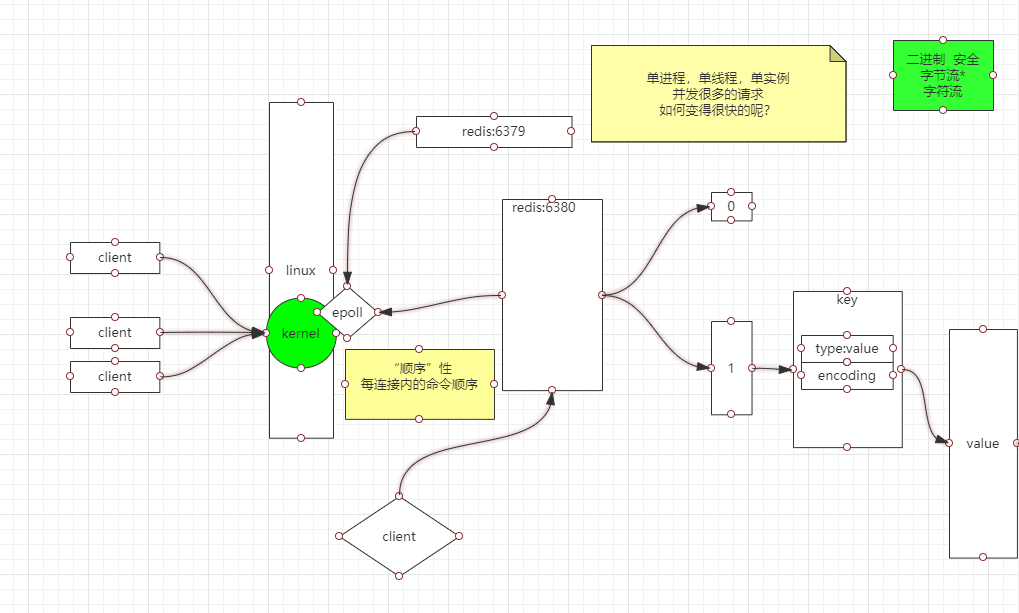 二进制 安全
字节流*
字符流
单进程，单线程，单实例
并发很多的请求
如何变得很快的呢？
redis:6379
redis:6380
0
client
linux
epoll
key
client
kernel
type:value
client
“顺序”性
每连接内的命令顺序
1
encoding
value
client